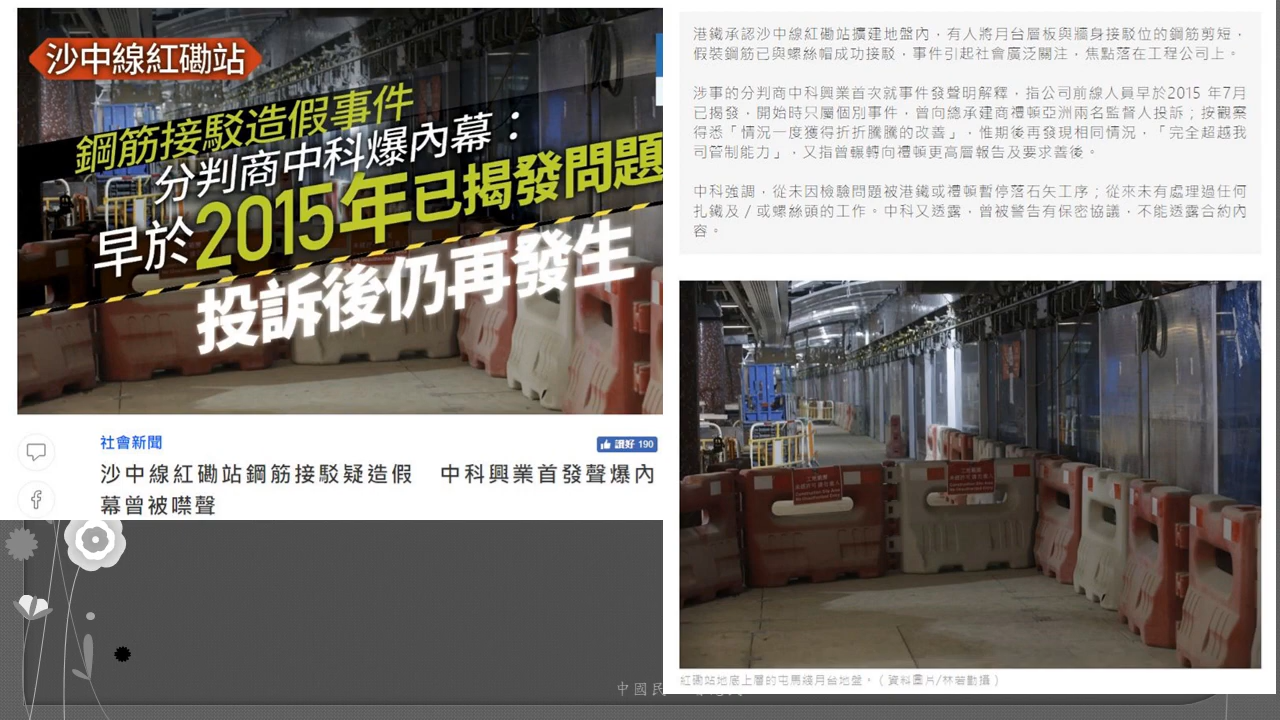 沙中線紅磡站
鋼筋接駁造假事件
分判商中科爆內幕：
早於2015年已揭發問題
投訴後仍再發生
社會新聞
讚好 190
沙中線紅磡站鋼筋接駁疑造假　中科興業首發聲爆內
幕曾被噤聲
港鐵承認沙中線紅磡站擴建地盤內，有人將月台層板與牆身接駁位的鋼筋剪短，
假裝鋼筋已與螺絲帽成功接駁，事件引起社會廣泛關注，焦點落在工程公司上。
涉事的分判商中科興業首次就事件發聲明解釋，指公司前線人員早於2015 年7月
已揭發，開始時只屬個別事件，曾向總承建商禮頓亞洲兩名監督人投訴；按觀察
得悉「情況一度獲得折折騰騰的改善」，惟期後再發現相同情況，「完全超越我
司管制能力」，又指曾輾轉向禮頓更高層報告及要求善後。
中科強調，從未因經驗問題被港鐵或禮頓暫停落石矢工序；從來未有處理過任何
扎鐵及 / 或螺絲頭的工作。中科又透露，曾被警告有保密協議，不能透露合約內
容。
紅磡站地底上層的屯馬綫月台地盤。（資料圖片/林若勤攝）
中國民